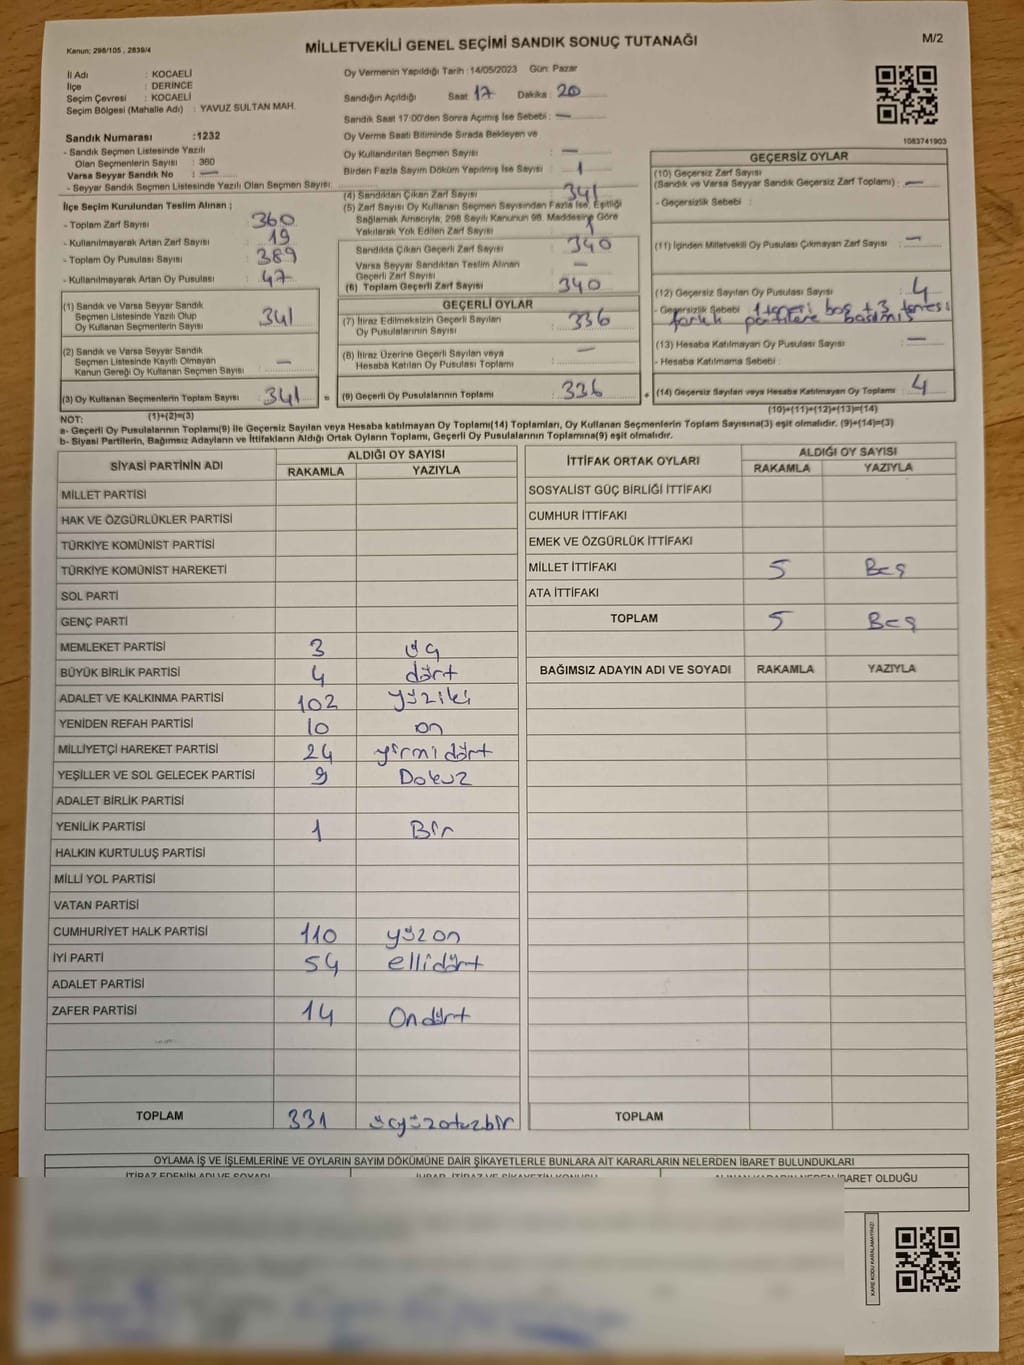 Kanun; 298/105 , 2839/4
MİLLETVEKİLİ GENEL SEÇİMİ SANDIK SONUÇ TUTANAĞI
M/2
İl Adı : KOCAELİ
İlçe : DERİNCE
Seçim Çevresi : KOCAELİ
Seçim Bölgesi (Mahalle Adı) : YAVUZ SULTAN MAH.
Oy Vermenin Yapıldığı Tarih : 14/05/2023 Gün: Pazar
Sandığın Açıldığı Saat 17 Dakika : 20
Sandık Saat 17:00'den Sonra Açılmış İse Sebebi : —
Oy Verme Saati Bitiminde Sırada Bekleyen ve
Oy Kullandırılan Seçmen Sayısı : —
Birden Fazla Sayım Döküm Yapılmış İse Sayısı : 1
1083741903
Sandık Numarası : 1232
- Sandık Seçmen Listesinde Yazılı
Olan Seçmenlerin Sayısı : 380
Varsa Seyyar Sandık No : —
- Seyyar Sandık Seçmen Listesinde Yazılı Olan Seçmen Sayısı:
İlçe Seçim Kurulundan Teslim Alınan ;
- Toplam Zarf Sayısı : 360
- Kullanılmayarak Artan Zarf Sayısı : 19
- Toplam Oy Pusulası Sayısı : 389
- Kullanılmayarak Artan Oy Pusulası : 47
(1) Sandık ve Varsa Seyyar Sandık
Seçmen Listesinde Yazılı Olup
Oy Kullanan Seçmenlerin Sayısı : 341
(2) Sandık ve Varsa Seyyar Sandık
Seçmen Listesinde Kayıtlı Olmayan
Kanun Gereği Oy Kullanan Seçmen Sayısı : —
(3) Oy Kullanan Seçmenlerin Toplam Sayısı : 341
(1)+(2)=(3)
(4) Sandıktan Çıkan Zarf Sayısı : 341
(5) Zarf Sayısı Oy Kullanan Seçmen Sayısından Fazla İse, Eşitliği
Sağlamak Amacıyla, 298 Sayılı Kanunun 98. Maddesine Göre
Yakılarak Yok Edilen Zarf Sayısı : 1
Sandıkta Çıkan Geçerli Zarf Sayısı : 340
Varsa Seyyar Sandıktan Teslim Alınan
Geçerli Zarf Sayısı : —
(6) Toplam Geçerli Zarf Sayısı : 340
GEÇERLİ OYLAR
(7) İtiraz Edilmeksizin Geçerli Sayılan
Oy Pusulalarının Sayısı : 336
(8) İtiraz Üzerine Geçerli Sayılan veya
Hesaba Katılan Oy Pusulası Toplamı : —
= (9) Geçerli Oy Pusulalarının Toplamı : 336 +
GEÇERSİZ OYLAR
(10) Geçersiz Zarf Sayısı
(Sandık ve Varsa Seyyar Sandık Geçersiz Zarf Toplamı) : —
- Geçersizlik Sebebi :
(11) İçinden Milletvekili Oy Pusulası Çıkmayan Zarf Sayısı : —
(12) Geçersiz Sayılan Oy Pusulası Sayısı : 4
- Geçersizlik Sebebi : 1 taneri boş + 3 tanesi
farklı partilere basılmış
(13) Hesaba Katılmayan Oy Pusulası Sayısı : —
- Hesaba Katılmama Sebebi :
(14) Geçersiz Sayılan veya Hesaba Katılmayan Oy Toplamı : 4
(10)+(11)+(12)+(13)=(14)
NOT:
a- Geçerli Oy Pusulalarının Toplamı(9) ile Geçersiz Sayılan veya Hesaba katılmayan Oy Toplamı(14) Toplamları, Oy Kullanan Seçmenlerin Toplam Sayısına(3) eşit olmalıdır. (9)+(14)=(3)
b- Siyasi Partilerin, Bağımsız Adayların ve İttifakların Aldığı Ortak Oyların Toplamı, Geçerli Oy Pusulalarının Toplamına(9) eşit olmalıdır.
SİYASİ PARTİNİN ADI ALDIĞI OY SAYISI
RAKAMLA YAZIYLA
MİLLET PARTİSİ
HAK VE ÖZGÜRLÜKLER PARTİSİ
TÜRKİYE KOMÜNİST PARTİSİ
TÜRKİYE KOMÜNİST HAREKETİ
SOL PARTİ
GENÇ PARTİ
MEMLEKET PARTİSİ 3 üç
BÜYÜK BİRLİK PARTİSİ 4 dört
ADALET VE KALKINMA PARTİSİ 102 yüziki
YENİDEN REFAH PARTİSİ 10 on
MİLLİYETÇİ HAREKET PARTİSİ 24 yirmidört
YEŞİLLER VE SOL GELECEK PARTİSİ 9 Dokuz
ADALET BİRLİK PARTİSİ
YENİLİK PARTİSİ 1 Bir
HALKIN KURTULUŞ PARTİSİ
MİLLİ YOL PARTİSİ
VATAN PARTİSİ
CUMHURİYET HALK PARTİSİ 110 yüzon
İYİ PARTİ 54 ellidört
ADALET PARTİSİ
ZAFER PARTİSİ 14 Ondört
TOPLAM 331 üçyüzotuzbir
İTTİFAK ORTAK OYLARI ALDIĞI OY SAYISI
RAKAMLA YAZIYLA
SOSYALİST GÜÇ BİRLİĞİ İTTİFAKI
CUMHUR İTTİFAKI
EMEK VE ÖZGÜRLÜK İTTİFAKI
MİLLET İTTİFAKI 5 Beş
ATA İTTİFAKI
TOPLAM 5 Beş
BAĞIMSIZ ADAYIN ADI VE SOYADI RAKAMLA YAZIYLA
TOPLAM
OYLAMA İŞ VE İŞLEMLERİNE VE OYLARIN SAYIM DÖKÜMÜNE DAİR ŞİKAYETLERLE BUNLARA AİT KARARLARIN NELERDEN İBARET BULUNDUKLARI
İTİRAZ EDENİN ADI VE SOYADI
İBARET OLDUĞU
KARE KODU KARALAMAYINIZ!